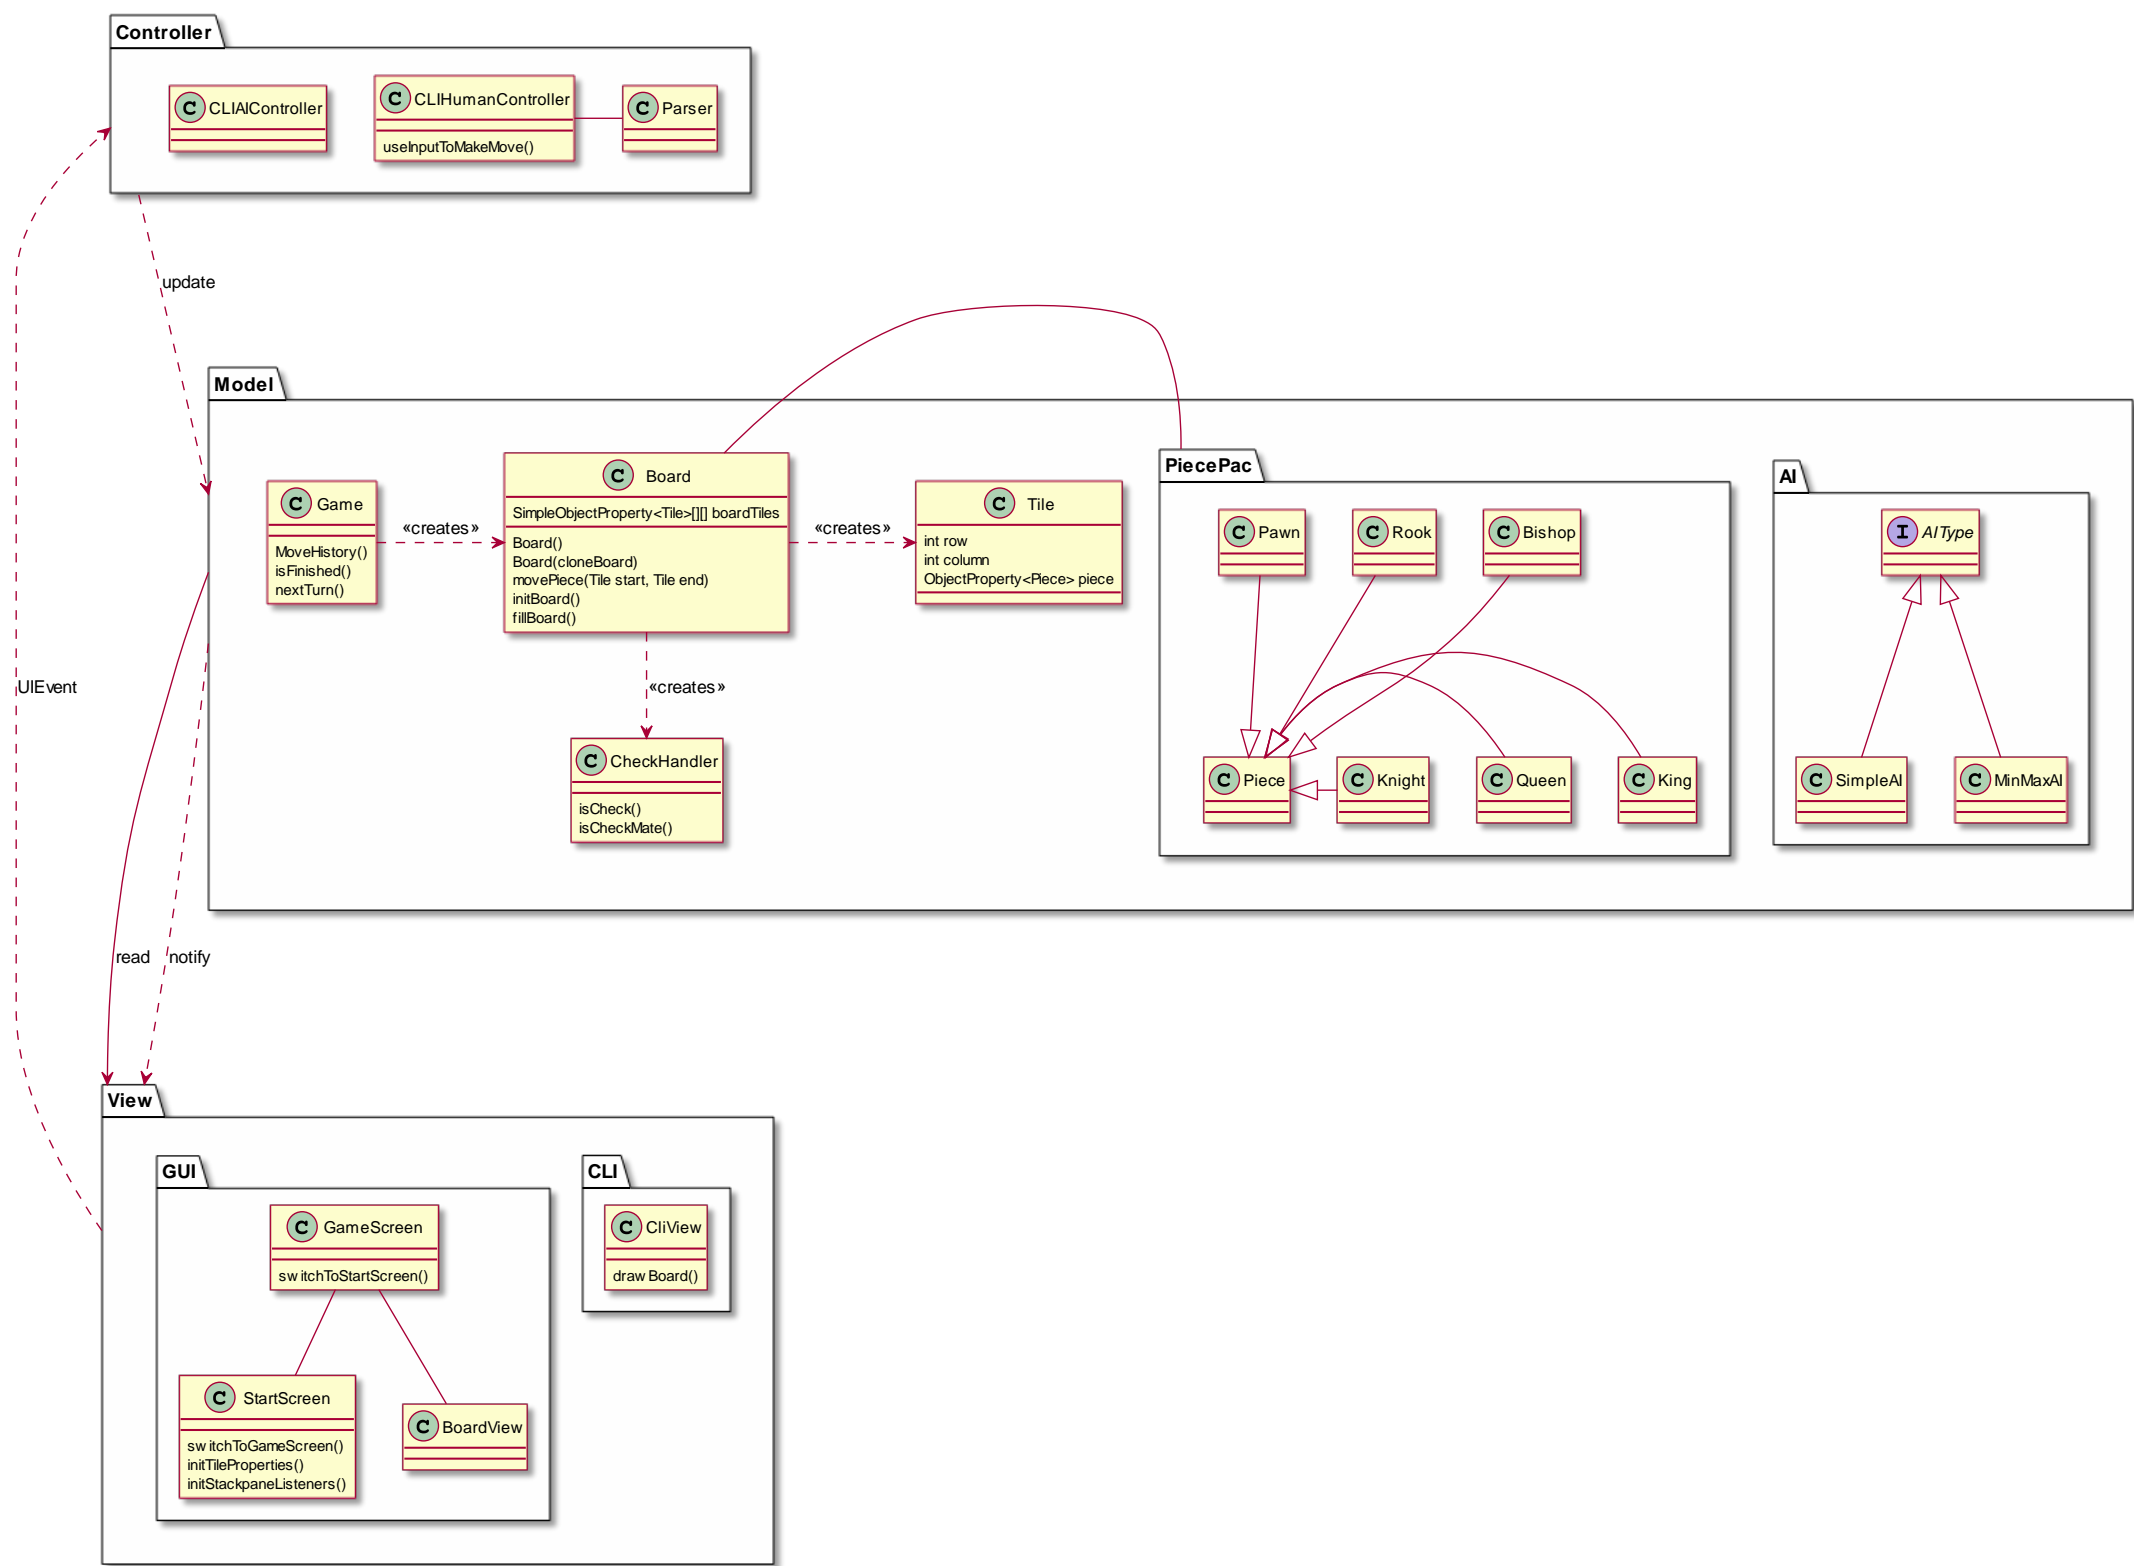 Controller
C CLIAIController
C CLIHumanController
useInputToMakeMove()
C Parser
update
UIEvent
Model
C Game
MoveHistory()
isFinished()
nextTurn()
«creates»
C Board
SimpleObjectProperty<Tile>[][] boardTiles
Board()
Board(cloneBoard)
movePiece(Tile start, Tile end)
initBoard()
fillBoard()
«creates»
C Tile
int row
int column
ObjectProperty<Piece> piece
«creates»
C CheckHandler
isCheck()
isCheckMate()
PiecePac
C Pawn
C Rook
C Bishop
C Piece
C Knight
C Queen
C King
AI
I AIType
C SimpleAI
C MinMaxAI
read
notify
View
GUI
C GameScreen
switchToStartScreen()
C StartScreen
switchToGameScreen()
initTileProperties()
initStackpaneListeners()
C BoardView
CLI
C CliView
drawBoard()